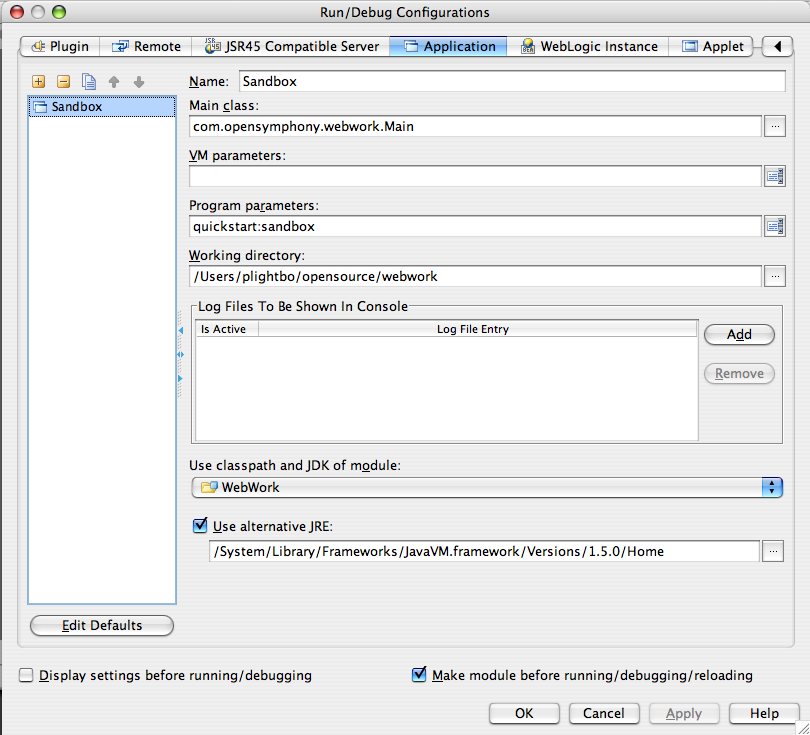 Run/Debug Configurations
Plugin Remote JSR45 Compatible Server Application WebLogic Instance Applet
Sandbox
Name: Sandbox
Main class:
com.opensymphony.webwork.Main
VM parameters:
Program parameters:
quickstart:sandbox
Working directory:
/Users/plightbo/opensource/webwork
Log Files To Be Shown In Console
Is Active Log File Entry
Add
Remove
Use classpath and JDK of module:
WebWork
Use alternative JRE:
/System/Library/Frameworks/JavaVM.framework/Versions/1.5.0/Home
Edit Defaults
Display settings before running/debugging Make module before running/debugging/reloading
OK Cancel Apply Help